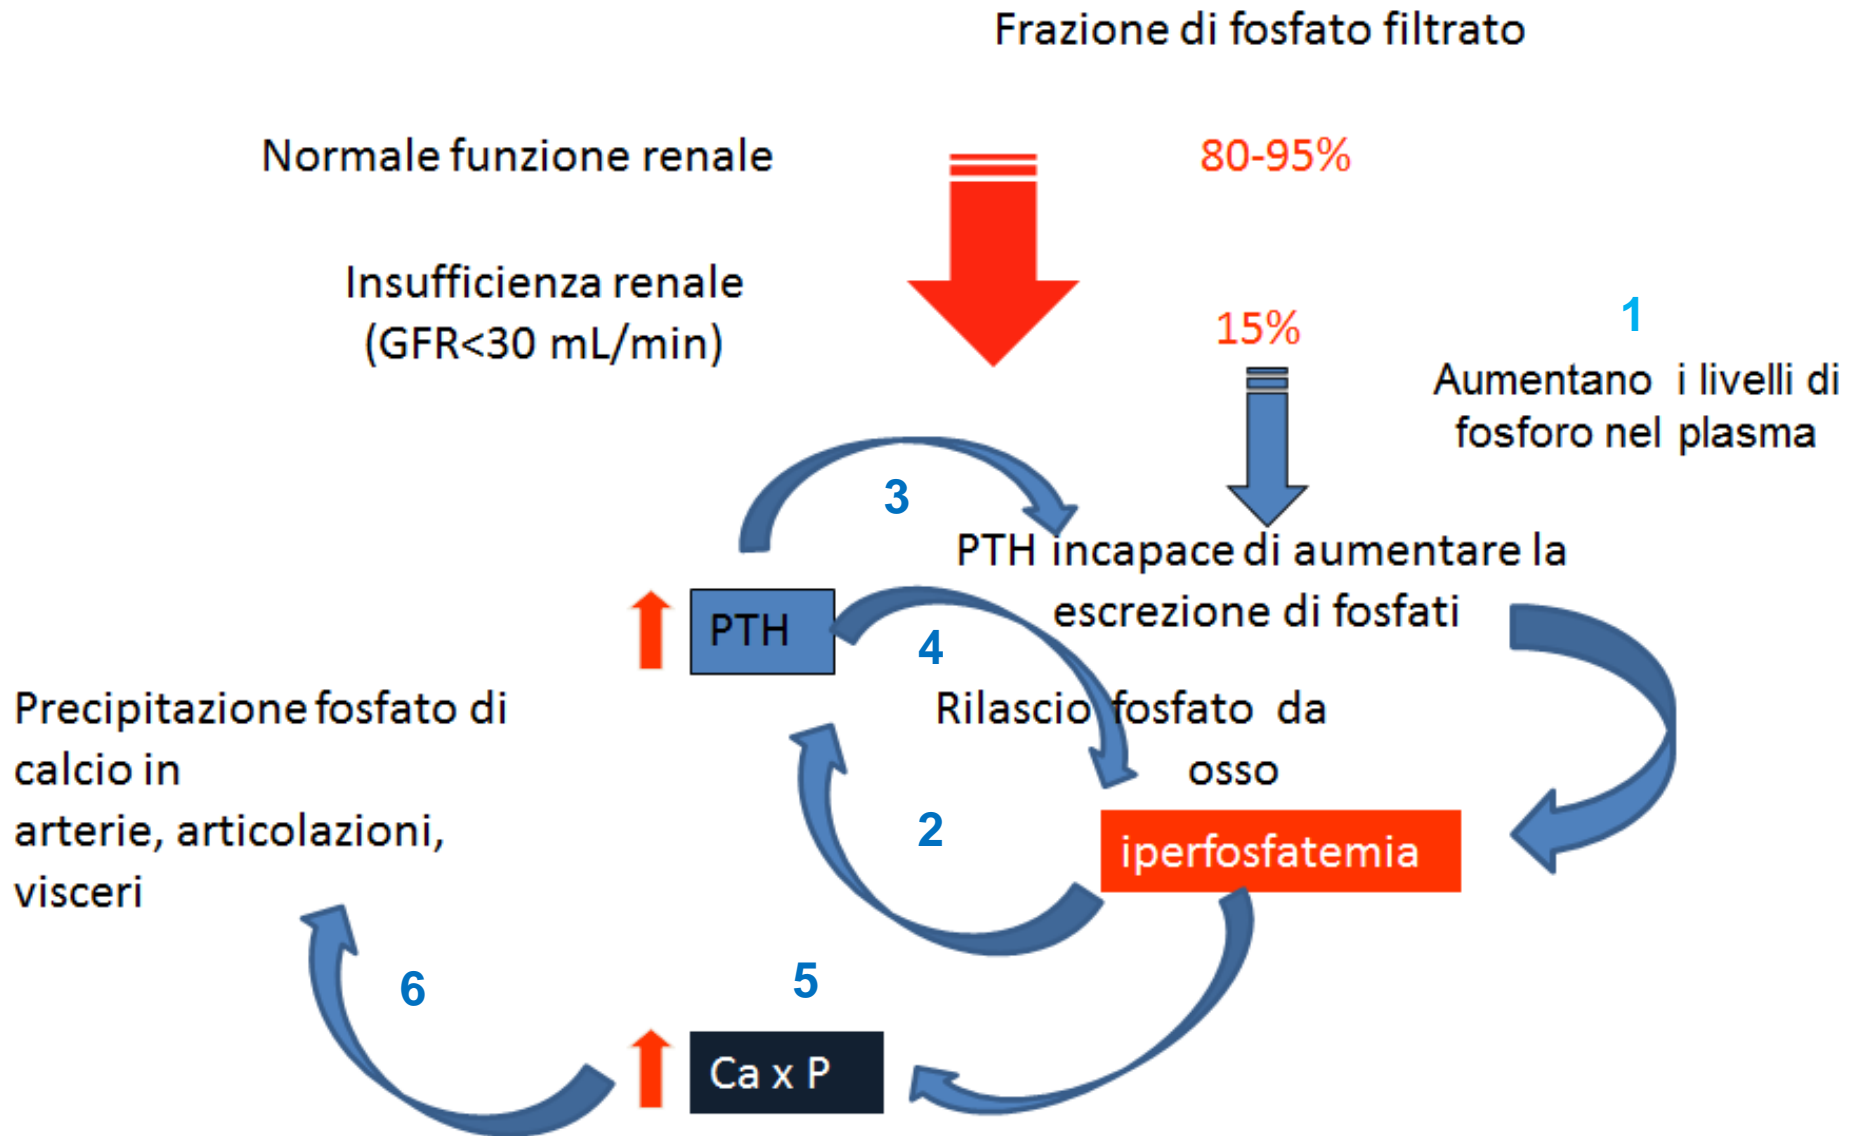 Frazione di fosfato filtrato
Normale funzione renale
80-95%
Insufficienza renale
(GFR<30 mL/min)
15%
1
Aumentano i livelli di
fosforo nel plasma
3
PTH incapace di aumentare la
escrezione di fosfati
PTH
4
Rilascio fosfato da
osso
Precipitazione fosfato di
calcio in
arterie, articolazioni,
visceri
2
iperfosfatemia
6
5
Ca x P